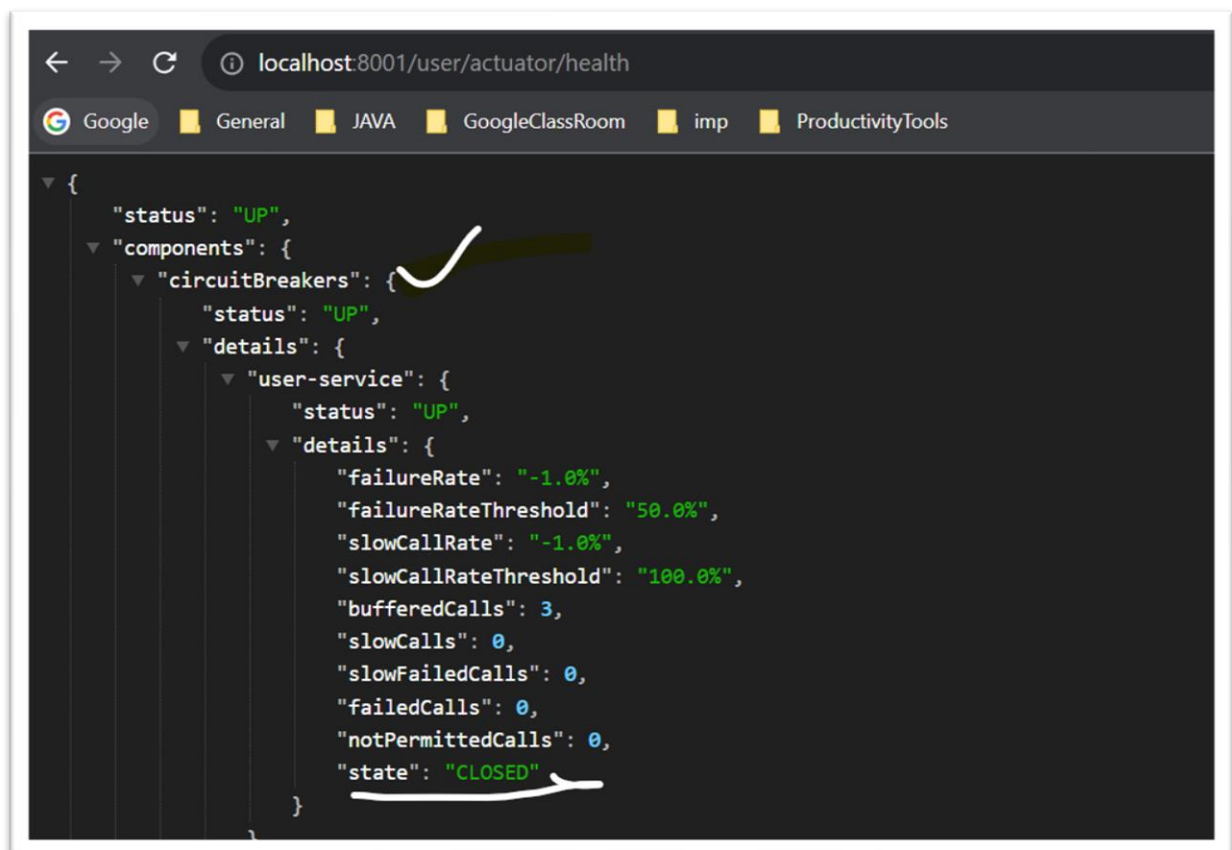 localhost:8001/user/actuator/health
Google General JAVA GoogleClassRoom imp ProductivityTools
{
"status": "UP",
"components": {
"circuitBreakers": {
"status": "UP",
"details": {
"user-service": {
"status": "UP",
"details": {
"failureRate": "-1.0%",
"failureRateThreshold": "50.0%",
"slowCallRate": "-1.0%",
"slowCallRateThreshold": "100.0%",
"bufferedCalls": 3,
"slowCalls": 0,
"slowFailedCalls": 0,
"failedCalls": 0,
"notPermittedCalls": 0,
"state": "CLOSED"
}
}